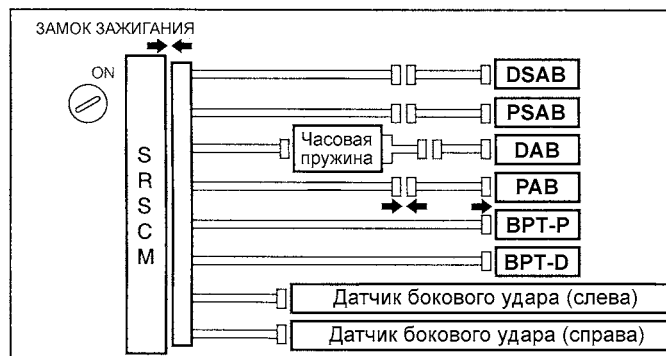 ЗАМОК ЗАЖИГАНИЯ
ON
SRSCM
DSAB
PSAB
Часовая
пружина
DAB
PAB
BPT-P
BPT-D
Датчик бокового удара (слева)
Датчик бокового удара (справа)